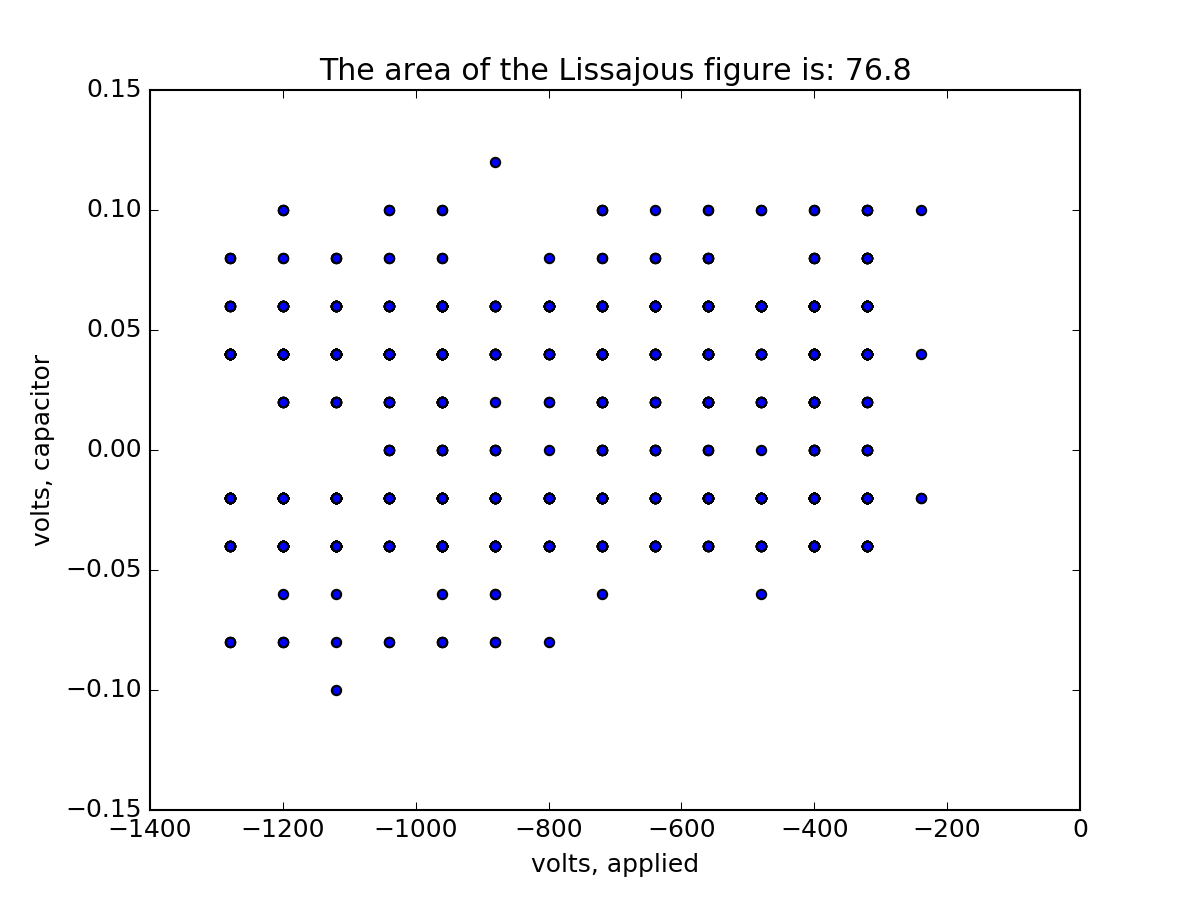 The area of the Lissajous figure is: 76.8
0.15
0.10
0.05
0.00
−0.05
−0.10
−0.15
volts, capacitor
−1400 −1200 −1000 −800 −600 −400 −200 0
volts, applied